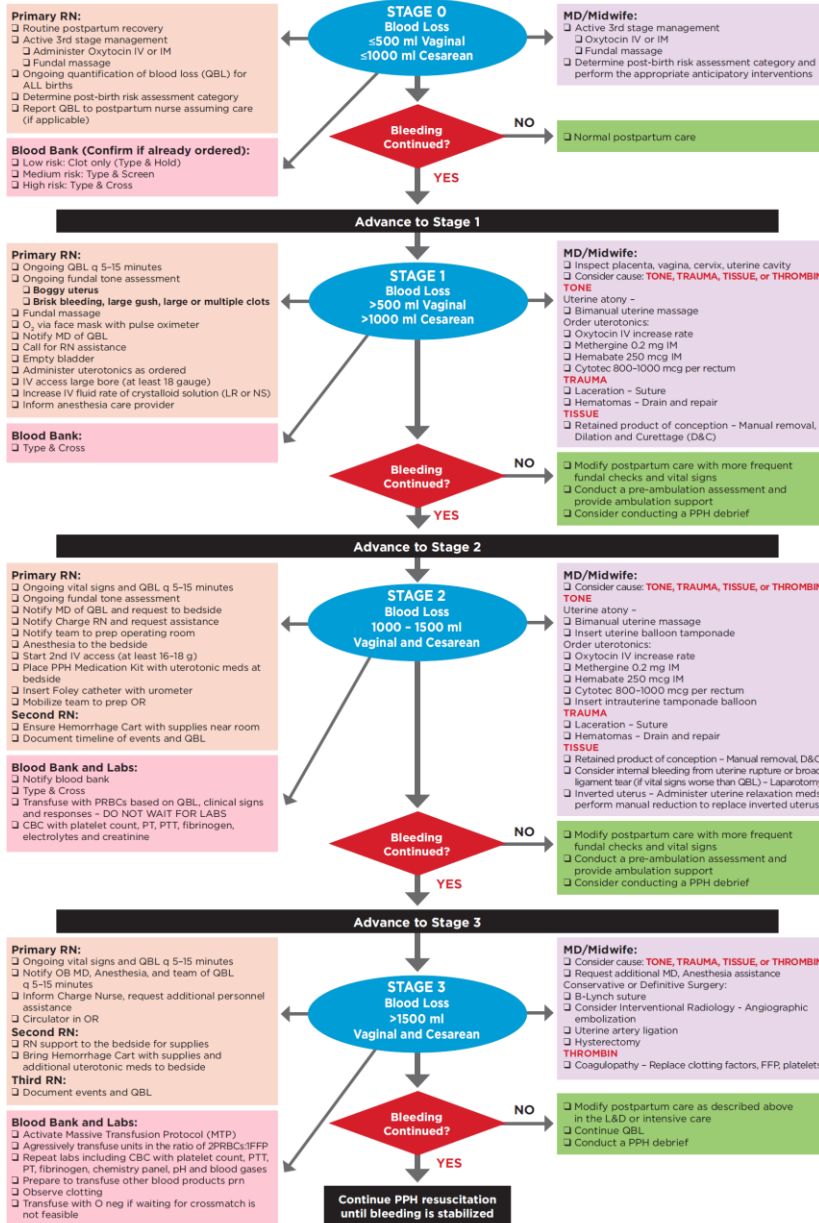 Primary RN:
❑ Routine postpartum recovery
❑ Active 3rd stage management
❑ Administer Oxytocin IV or IM
❑ Fundal massage
❑ Ongoing quantification of blood loss (QBL) for
ALL births
❑ Determine post-birth risk assessment category
❑ Report QBL to postpartum nurse assuming care
(if applicable)
Blood Bank (Confirm if already ordered):
❑ Low risk: Clot only (Type & Hold)
❑ Medium risk: Type & Screen
❑ High risk: Type & Cross
STAGE 0
Blood Loss
≤500 ml Vaginal
≤1000 ml Cesarean
MD/Midwife:
❑ Active 3rd stage management
❑ Oxytocin IV or IM
❑ Fundal massage
❑ Determine post-birth risk assessment category and
perform the appropriate anticipatory interventions
Bleeding
Continued?
NO
❑ Normal postpartum care
YES
Advance to Stage 1
Primary RN:
❑ Ongoing QBL q 5–15 minutes
❑ Ongoing fundal tone assessment
❑ Boggy uterus
❑ Brisk bleeding, large gush, large or multiple clots
❑ Fundal massage
❑ O₂ via face mask with pulse oximeter
❑ Notify MD of QBL
❑ Call for RN assistance
❑ Empty bladder
❑ Administer uterotonics as ordered
❑ IV access large bore (at least 18 gauge)
❑ Increase IV fluid rate of crystalloid solution (LR or NS)
❑ Inform anesthesia care provider
Blood Bank:
❑ Type & Cross
STAGE 1
Blood Loss
>500 ml Vaginal
>1000 ml Cesarean
MD/Midwife:
❑ Inspect placenta, vagina, cervix, uterine cavity
❑ Consider cause: TONE, TRAUMA, TISSUE, or THROMBIN
TONE
Uterine atony –
❑ Bimanual uterine massage
Order uterotonics:
❑ Oxytocin IV increase rate
❑ Methergine 0.2 mg IM
❑ Hemabate 250 mcg IM
❑ Cytotec 800–1000 mcg per rectum
TRAUMA
❑ Laceration – Suture
❑ Hematomas – Drain and repair
TISSUE
❑ Retained product of conception – Manual removal,
Dilation and Curettage (D&C)
Bleeding
Continued?
NO
❑ Modify postpartum care with more frequent
fundal checks and vital signs
❑ Conduct a pre-ambulation assessment and
provide ambulation support
❑ Consider conducting a PPH debrief
YES
Advance to Stage 2
Primary RN:
❑ Ongoing vital signs and QBL q 5–15 minutes
❑ Ongoing fundal tone assessment
❑ Notify MD of QBL and request to bedside
❑ Notify Charge RN and request assistance
❑ Notify team to prep operating room
❑ Anesthesia to the bedside
❑ Start 2nd IV access (at least 16–18 g)
❑ Place PPH Medication Kit with uterotonic meds at
bedside
❑ Insert Foley catheter with urometer
❑ Mobilize team to prep OR
Second RN:
❑ Ensure Hemorrhage Cart with supplies near room
❑ Document timeline of events and QBL
Blood Bank and Labs:
❑ Notify blood bank
❑ Type & Cross
❑ Transfuse with PRBCs based on QBL, clinical signs
and responses – DO NOT WAIT FOR LABS
❑ CBC with platelet count, PT, PTT, fibrinogen,
electrolytes and creatinine
STAGE 2
Blood Loss
1000 – 1500 ml
Vaginal and Cesarean
MD/Midwife:
❑ Consider cause: TONE, TRAUMA, TISSUE, or THROMBIN
TONE
Uterine atony –
❑ Bimanual uterine massage
❑ Insert uterine balloon tamponade
Order uterotonics:
❑ Oxytocin IV increase rate
❑ Methergine 0.2 mg IM
❑ Hemabate 250 mcg IM
❑ Cytotec 800–1000 mcg per rectum
❑ Insert intrauterine tamponade balloon
TRAUMA
❑ Laceration – Suture
❑ Hematomas – Drain and repair
TISSUE
❑ Retained product of conception – Manual removal, D&C
❑ Consider internal bleeding from uterine rupture or broad
ligament tear (if vital signs worse than QBL) – Laparotomy
❑ Inverted uterus – Administer uterine relaxation meds,
perform manual reduction to replace inverted uterus
Bleeding
Continued?
NO
❑ Modify postpartum care with more frequent
fundal checks and vital signs
❑ Conduct a pre-ambulation assessment and
provide ambulation support
❑ Consider conducting a PPH debrief
YES
Advance to Stage 3
Primary RN:
❑ Ongoing vital signs and QBL q 5–15 minutes
❑ Notify OB MD, Anesthesia, and team of QBL
q 5–15 minutes
❑ Inform Charge Nurse, request additional personnel
assistance
❑ Circulator in OR
Second RN:
❑ RN support to the bedside for supplies
❑ Bring Hemorrhage Cart with supplies and
additional uterotonic meds to bedside
Third RN:
❑ Document events and QBL
Blood Bank and Labs:
❑ Activate Massive Transfusion Protocol (MTP)
❑ Agressively transfuse units in the ratio of 2PRBCs:1FFP
❑ Repeat labs including CBC with platelet count, PTT,
PT, fibrinogen, chemistry panel, pH and blood gases
❑ Prepare to transfuse other blood products prn
❑ Observe clotting
❑ Transfuse with O neg if waiting for crossmatch is
not feasible
STAGE 3
Blood Loss
>1500 ml
Vaginal and Cesarean
MD/Midwife:
❑ Consider cause: TONE, TRAUMA, TISSUE, or THROMBIN
❑ Request additional MD, Anesthesia assistance
Conservative or Definitive Surgery:
❑ B-Lynch suture
❑ Consider Interventional Radiology - Angiographic
embolization
❑ Uterine artery ligation
❑ Hysterectomy
THROMBIN
❑ Coagulopathy – Replace clotting factors, FFP, platelets
Bleeding
Continued?
NO
❑ Modify postpartum care as described above
in the L&D or intensive care
❑ Continue QBL
❑ Conduct a PPH debrief
YES
Continue PPH resuscitation
until bleeding is stabilized